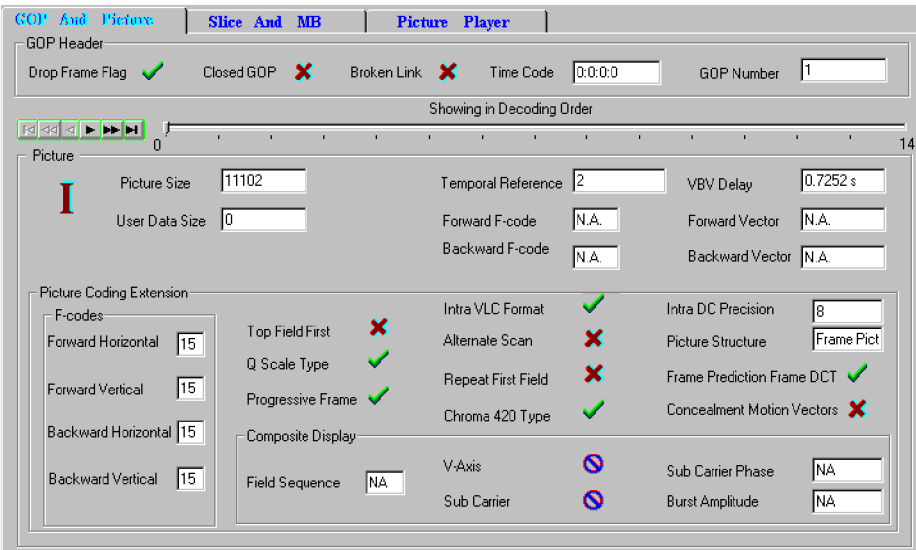 GOP And Picture Slice And MB Picture Player
GOP Header
Drop Frame Flag Closed GOP Broken Link Time Code 0:0:0:0 GOP Number 1
Showing in Decoding Order
0 14
Picture
I Picture Size 11102 Temporal Reference 2 VBV Delay 0.7252 s
User Data Size 0 Forward F-code N.A. Forward Vector N.A.
Backward F-code N.A. Backward Vector N.A.
Picture Coding Extension
F-codes Intra VLC Format Intra DC Precision 8
Forward Horizontal 15 Top Field First Alternate Scan Picture Structure Frame Pict
Q Scale Type
Forward Vertical 15 Repeat First Field Frame Prediction Frame DCT
Progressive Frame Chroma 420 Type Concealment Motion Vectors
Backward Horizontal 15 Composite Display
Backward Vertical 15 Field Sequence NA V-Axis Sub Carrier Phase NA
Sub Carrier Burst Amplitude NA